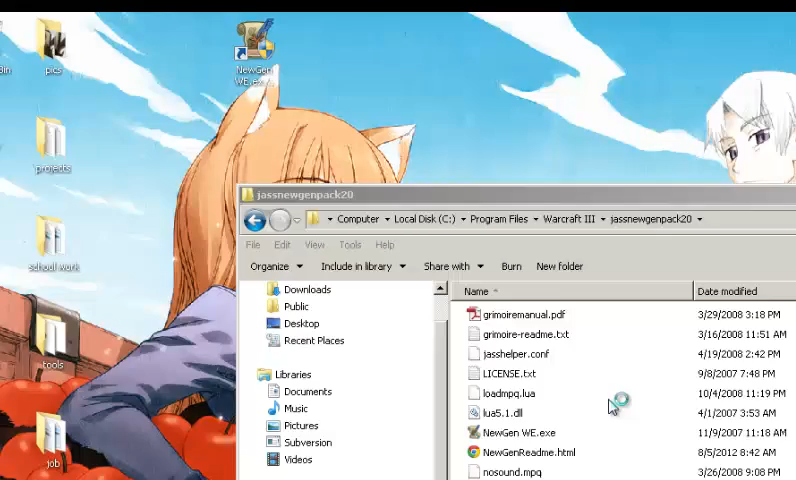 Bin
pics
NewGen
WE.exe
projects
school work
tools
job
jassnewgenpack20
Computer Local Disk (C:) Program Files Warcraft III jassnewgenpack20
File Edit View Tools Help
Organize Include in library Share with Burn New folder
Downloads
Public
Desktop
Recent Places
Libraries
Documents
Music
Pictures
Subversion
Videos
Name Date modified
grimoiremanual.pdf 3/29/2008 3:18 PM
grimoire-readme.txt 3/16/2008 11:51 AM
jasshelper.conf 4/19/2008 2:42 PM
LICENSE.txt 9/8/2007 7:48 PM
loadmpq.lua 10/4/2008 11:19 PM
lua5.1.dll 4/1/2007 3:53 AM
NewGen WE.exe 11/9/2007 11:18 AM
NewGenReadme.html 8/5/2012 8:42 AM
nosound.mpq 3/26/2008 9:08 PM